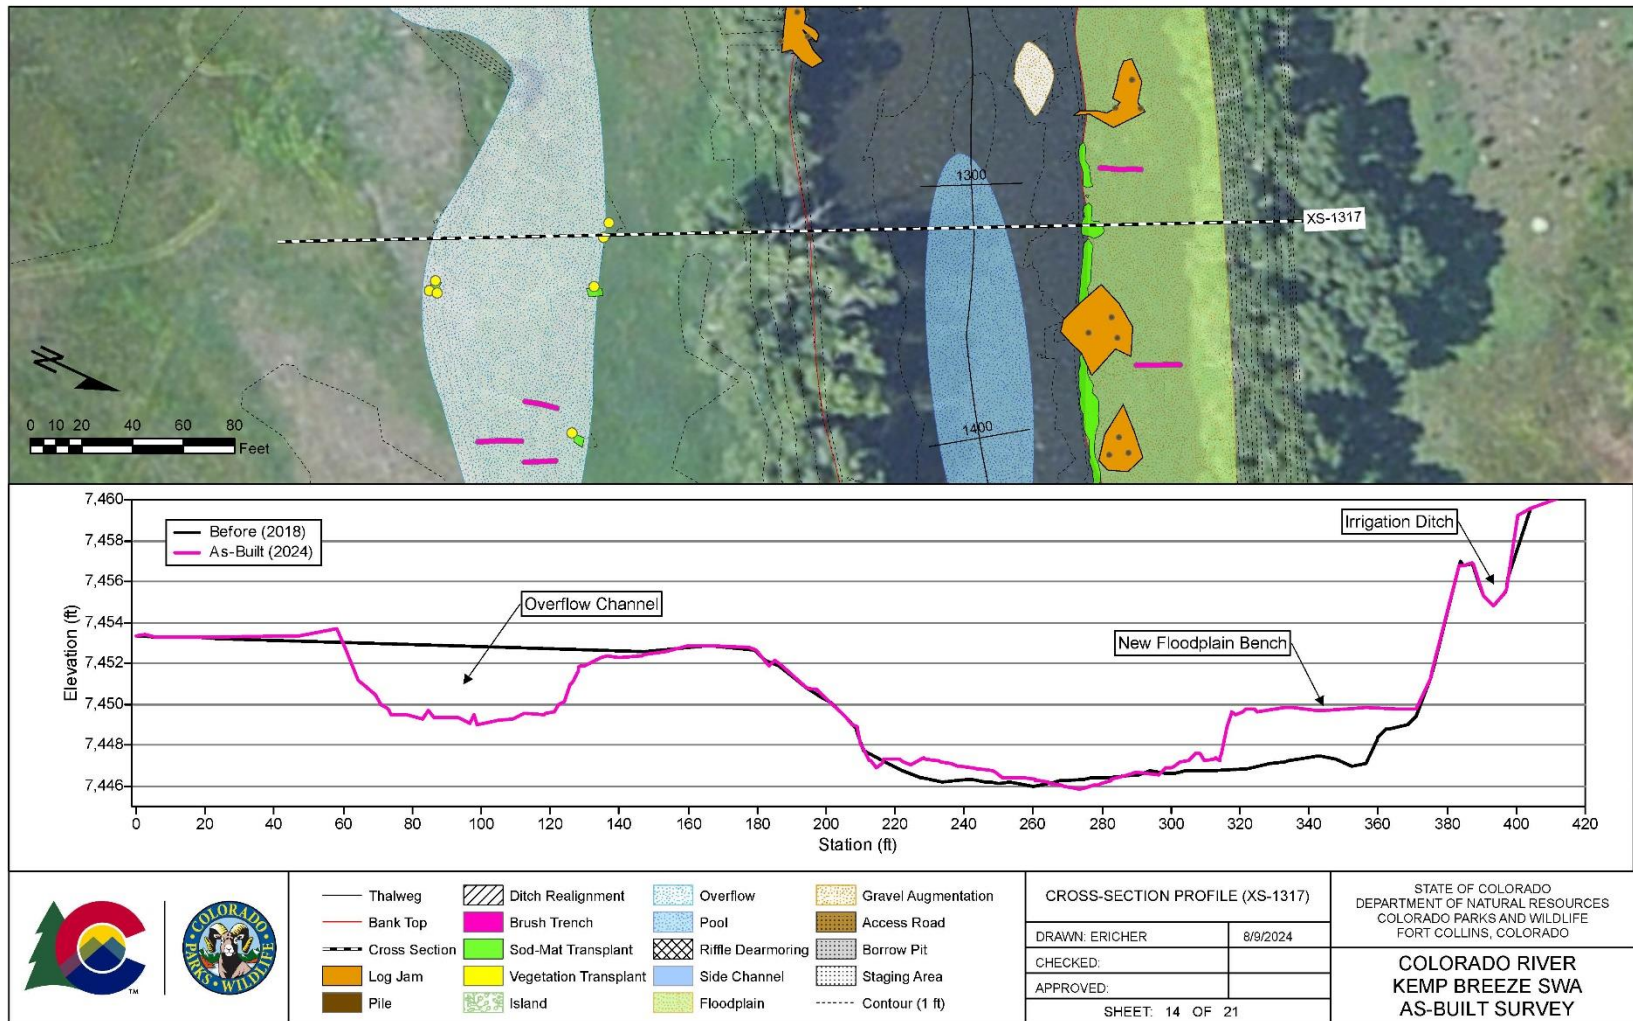 1300
XS-1317
N
0 10 20 40 60 80
Feet
1400
7,460
7,458
7,456
7,454
7,452
7,450
7,448
7,446
Elevation (ft)
Before (2018)
As-Built (2024)
Overflow Channel
New Floodplain Bench
Irrigation Ditch
0 20 40 60 80 100 120 140 160 180 200 220 240 260 280 300 320 340 360 380 400 420
Station (ft)
TM
COLORADO
PARKS • WILDLIFE
Thalweg
Bank Top
Cross Section
Log Jam
Pile
Ditch Realignment
Brush Trench
Sod-Mat Transplant
Vegetation Transplant
Island
Overflow
Pool
Riffle Dearmoring
Side Channel
Floodplain
Gravel Augmentation
Access Road
Borrow Pit
Staging Area
Contour (1 ft)
CROSS-SECTION PROFILE (XS-1317)
DRAWN: ERICHER 8/9/2024
CHECKED:
APPROVED:
SHEET: 14 OF 21
STATE OF COLORADO
DEPARTMENT OF NATURAL RESOURCES
COLORADO PARKS AND WILDLIFE
FORT COLLINS, COLORADO
COLORADO RIVER
KEMP BREEZE SWA
AS-BUILT SURVEY